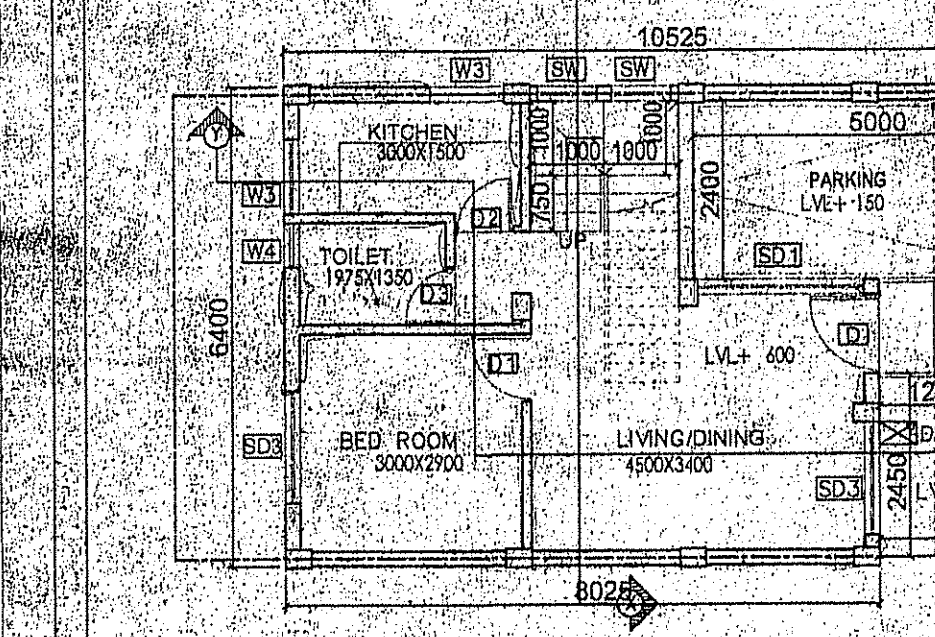 10525
W3 SW SW
Y
KITCHEN
3000X1500
1000
1000
1000 1000
5000
PARKING
LVL+ 150
2400
W3
D2
750
UP
W4
TOILET
1975X1350
D3
SD1
6400
D1
LVL+ 600
D
SD3
BED ROOM
3000X2900
LIVING/DINING
4500X3400
SD3
2450
12
D
LV
8025
X